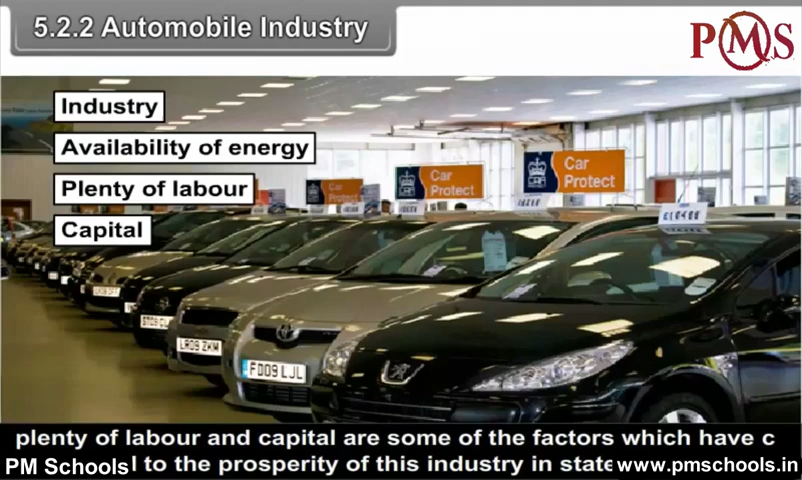 5.2.2 Automobile Industry
PMS
Industry
Availability of energy
Plenty of labour
Capital
Car
Protect
Car
Protect
Car
Protect
LR09 ZKM
FD09 LJL
plenty of labour and capital are some of the factors which have c
PM Schools l to the prosperity of this industry in state www.pmschools.in